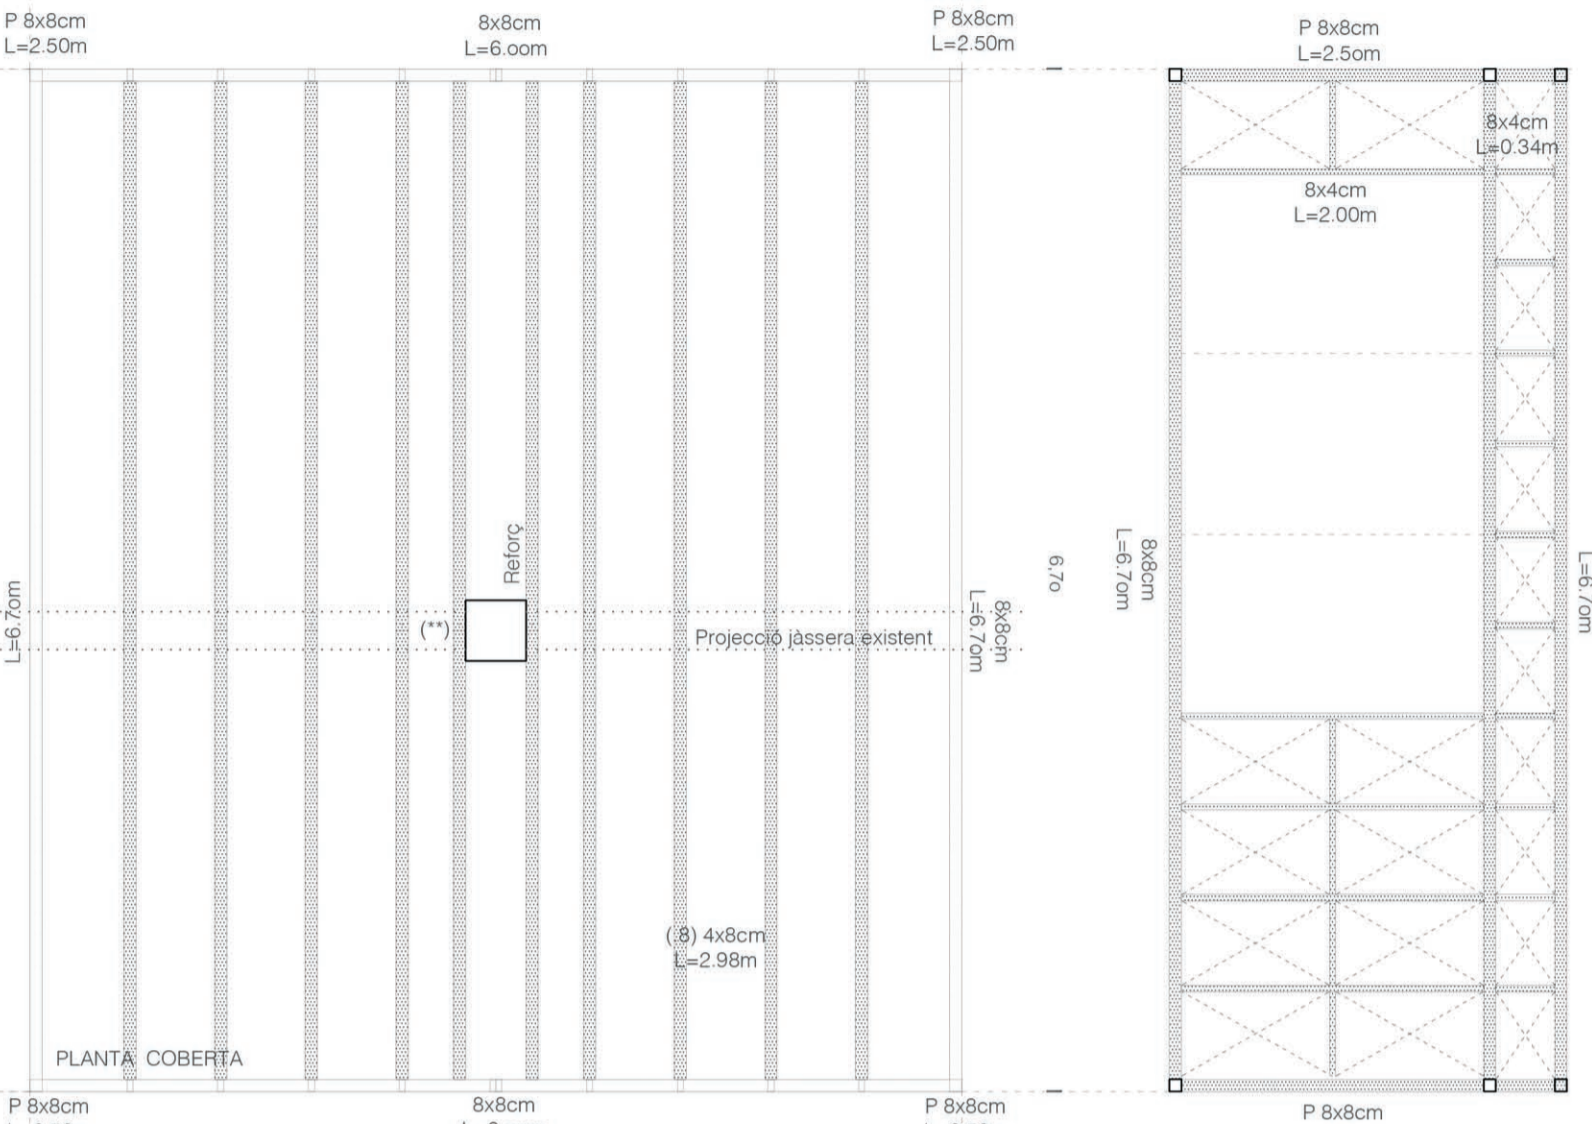 P 8x8cm
L=2.50m
8x8cm
L=6.oom
P 8x8cm
L=2.50m
P 8x8cm
L=2.5om
8x4cm
L=0.34m
8x4cm
L=2.00m
Reforç
(**)
Projecció jàssera existent
L=6.7om
8x8cm
L=6.7om
6,7o
8x8cm
L=6.7om
L=6.7om
(.8) 4x8cm
L=2.98m
PLANTA COBERTA
P 8x8cm
8x8cm
P 8x8cm
P 8x8cm